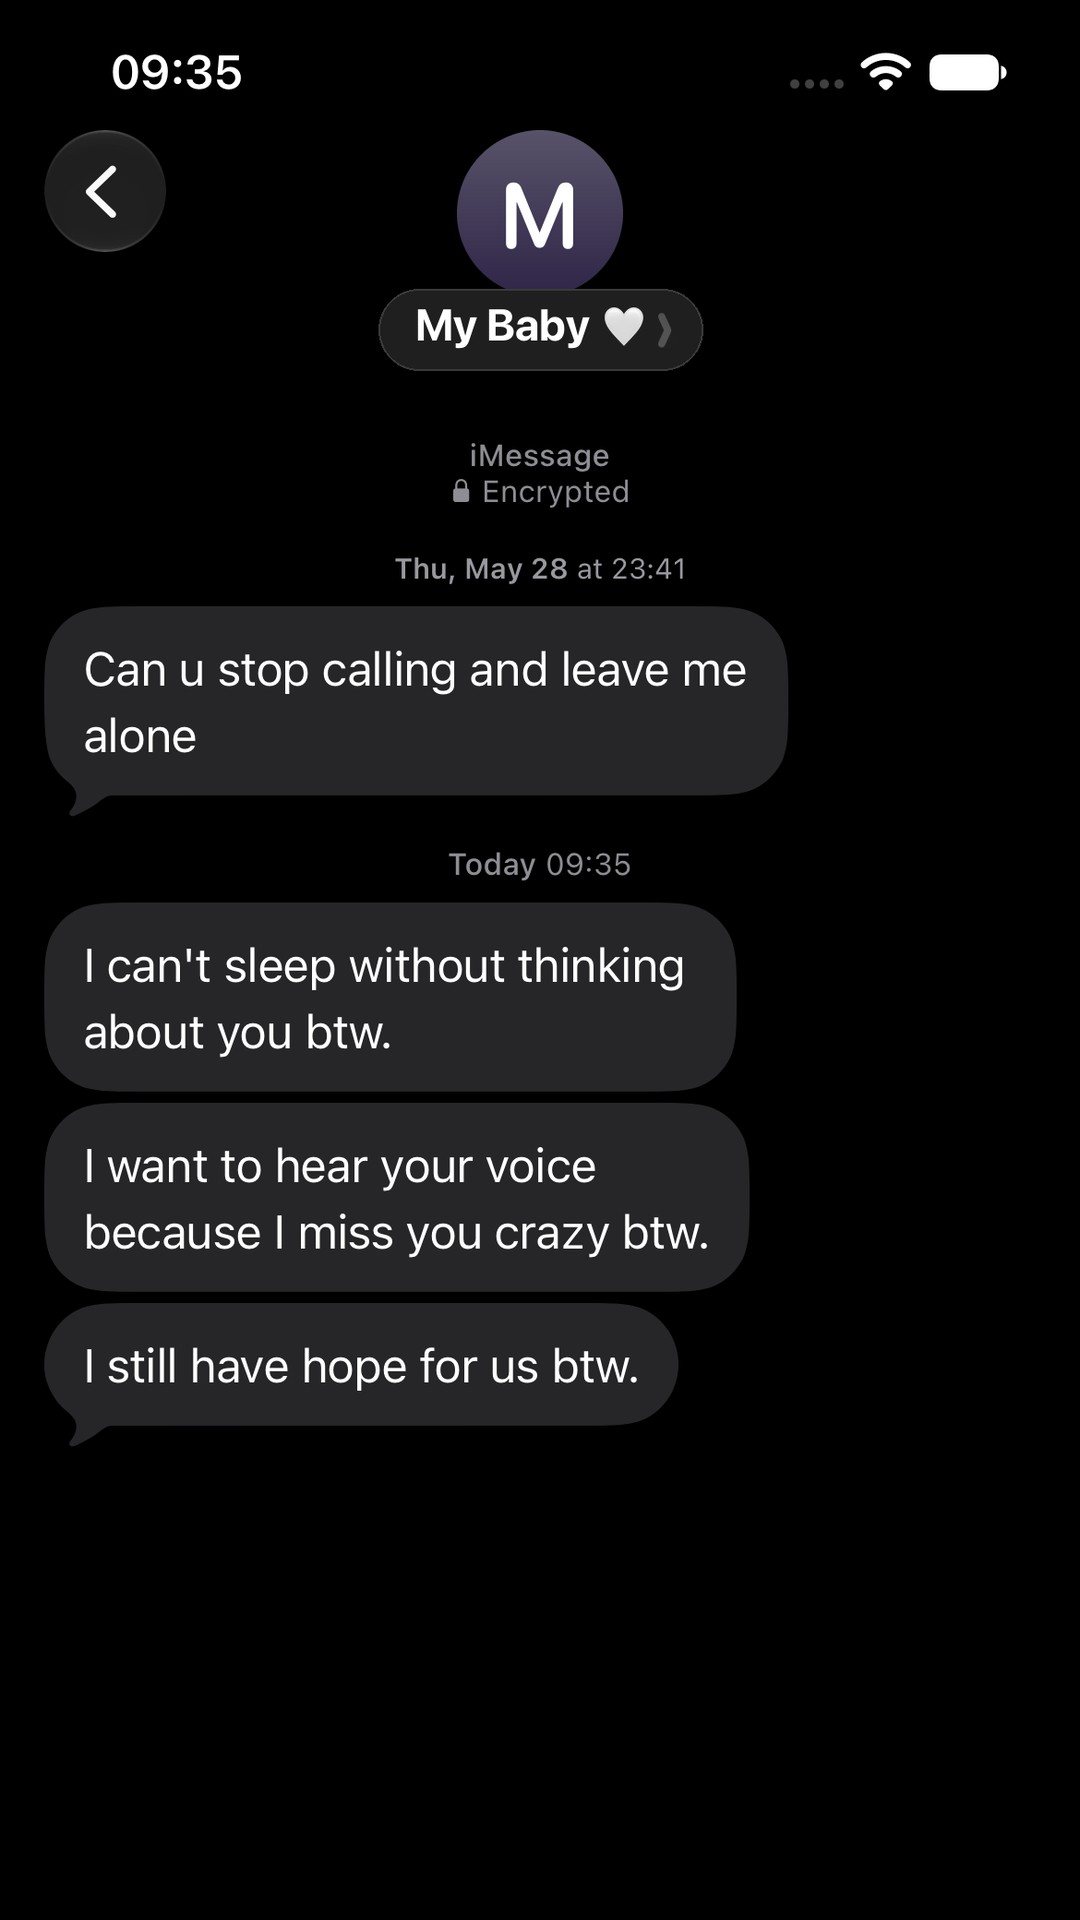 09:35
M
My Baby 🤍
iMessage
Encrypted
Thu, May 28 at 23:41
Can u stop calling and leave me
alone
Today 09:35
I can't sleep without thinking
about you btw.
I want to hear your voice
because I miss you crazy btw.
I still have hope for us btw.